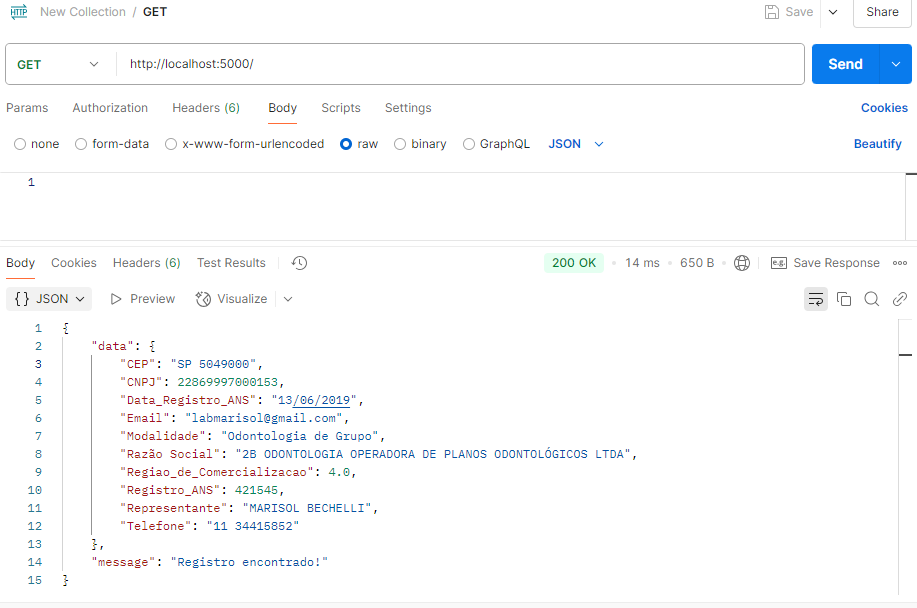 HTTP New Collection / GET Save Share
GET http://localhost:5000/ Send
Params Authorization Headers (6) Body Scripts Settings Cookies
none form-data x-www-form-urlencoded raw binary GraphQL JSON Beautify
1
Body Cookies Headers (6) Test Results 200 OK 14 ms 650 B e.g. Save Response
{} JSON Preview Visualize
1 {
2 "data": {
3 "CEP": "SP 5049000",
4 "CNPJ": 22869997000153,
5 "Data_Registro_ANS": "13/06/2019",
6 "Email": "labmarisol@gmail.com",
7 "Modalidade": "Odontologia de Grupo",
8 "Razão Social": "2B ODONTOLOGIA OPERADORA DE PLANOS ODONTOLÓGICOS LTDA",
9 "Regiao_de_Comercializacao": 4.0,
10 "Registro_ANS": 421545,
11 "Representante": "MARISOL BECHELLI",
12 "Telefone": "11 34415852"
13 },
14 "message": "Registro encontrado!"
15 }